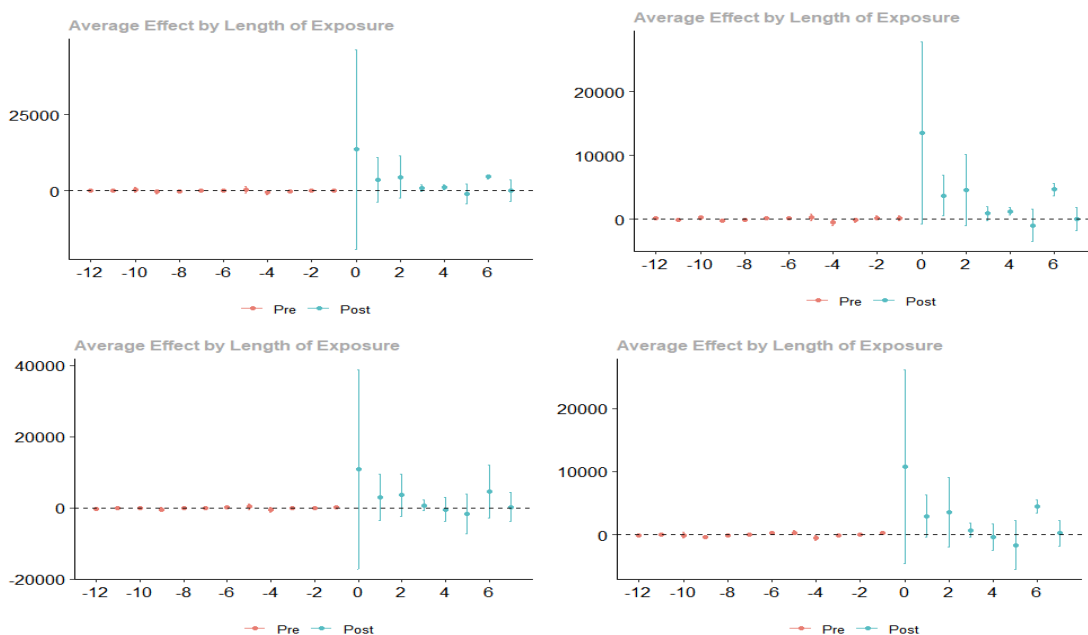 Average Effect by Length of Exposure
25000
0
-12 -10 -8 -6 -4 -2 0 2 4 6
Pre Post
Average Effect by Length of Exposure
20000
10000
0
-12 -10 -8 -6 -4 -2 0 2 4 6
Pre Post
Average Effect by Length of Exposure
40000
20000
0
-20000
-12 -10 -8 -6 -4 -2 0 2 4 6
Pre Post
Average Effect by Length of Exposure
20000
10000
0
-12 -10 -8 -6 -4 -2 0 2 4 6
Pre Post